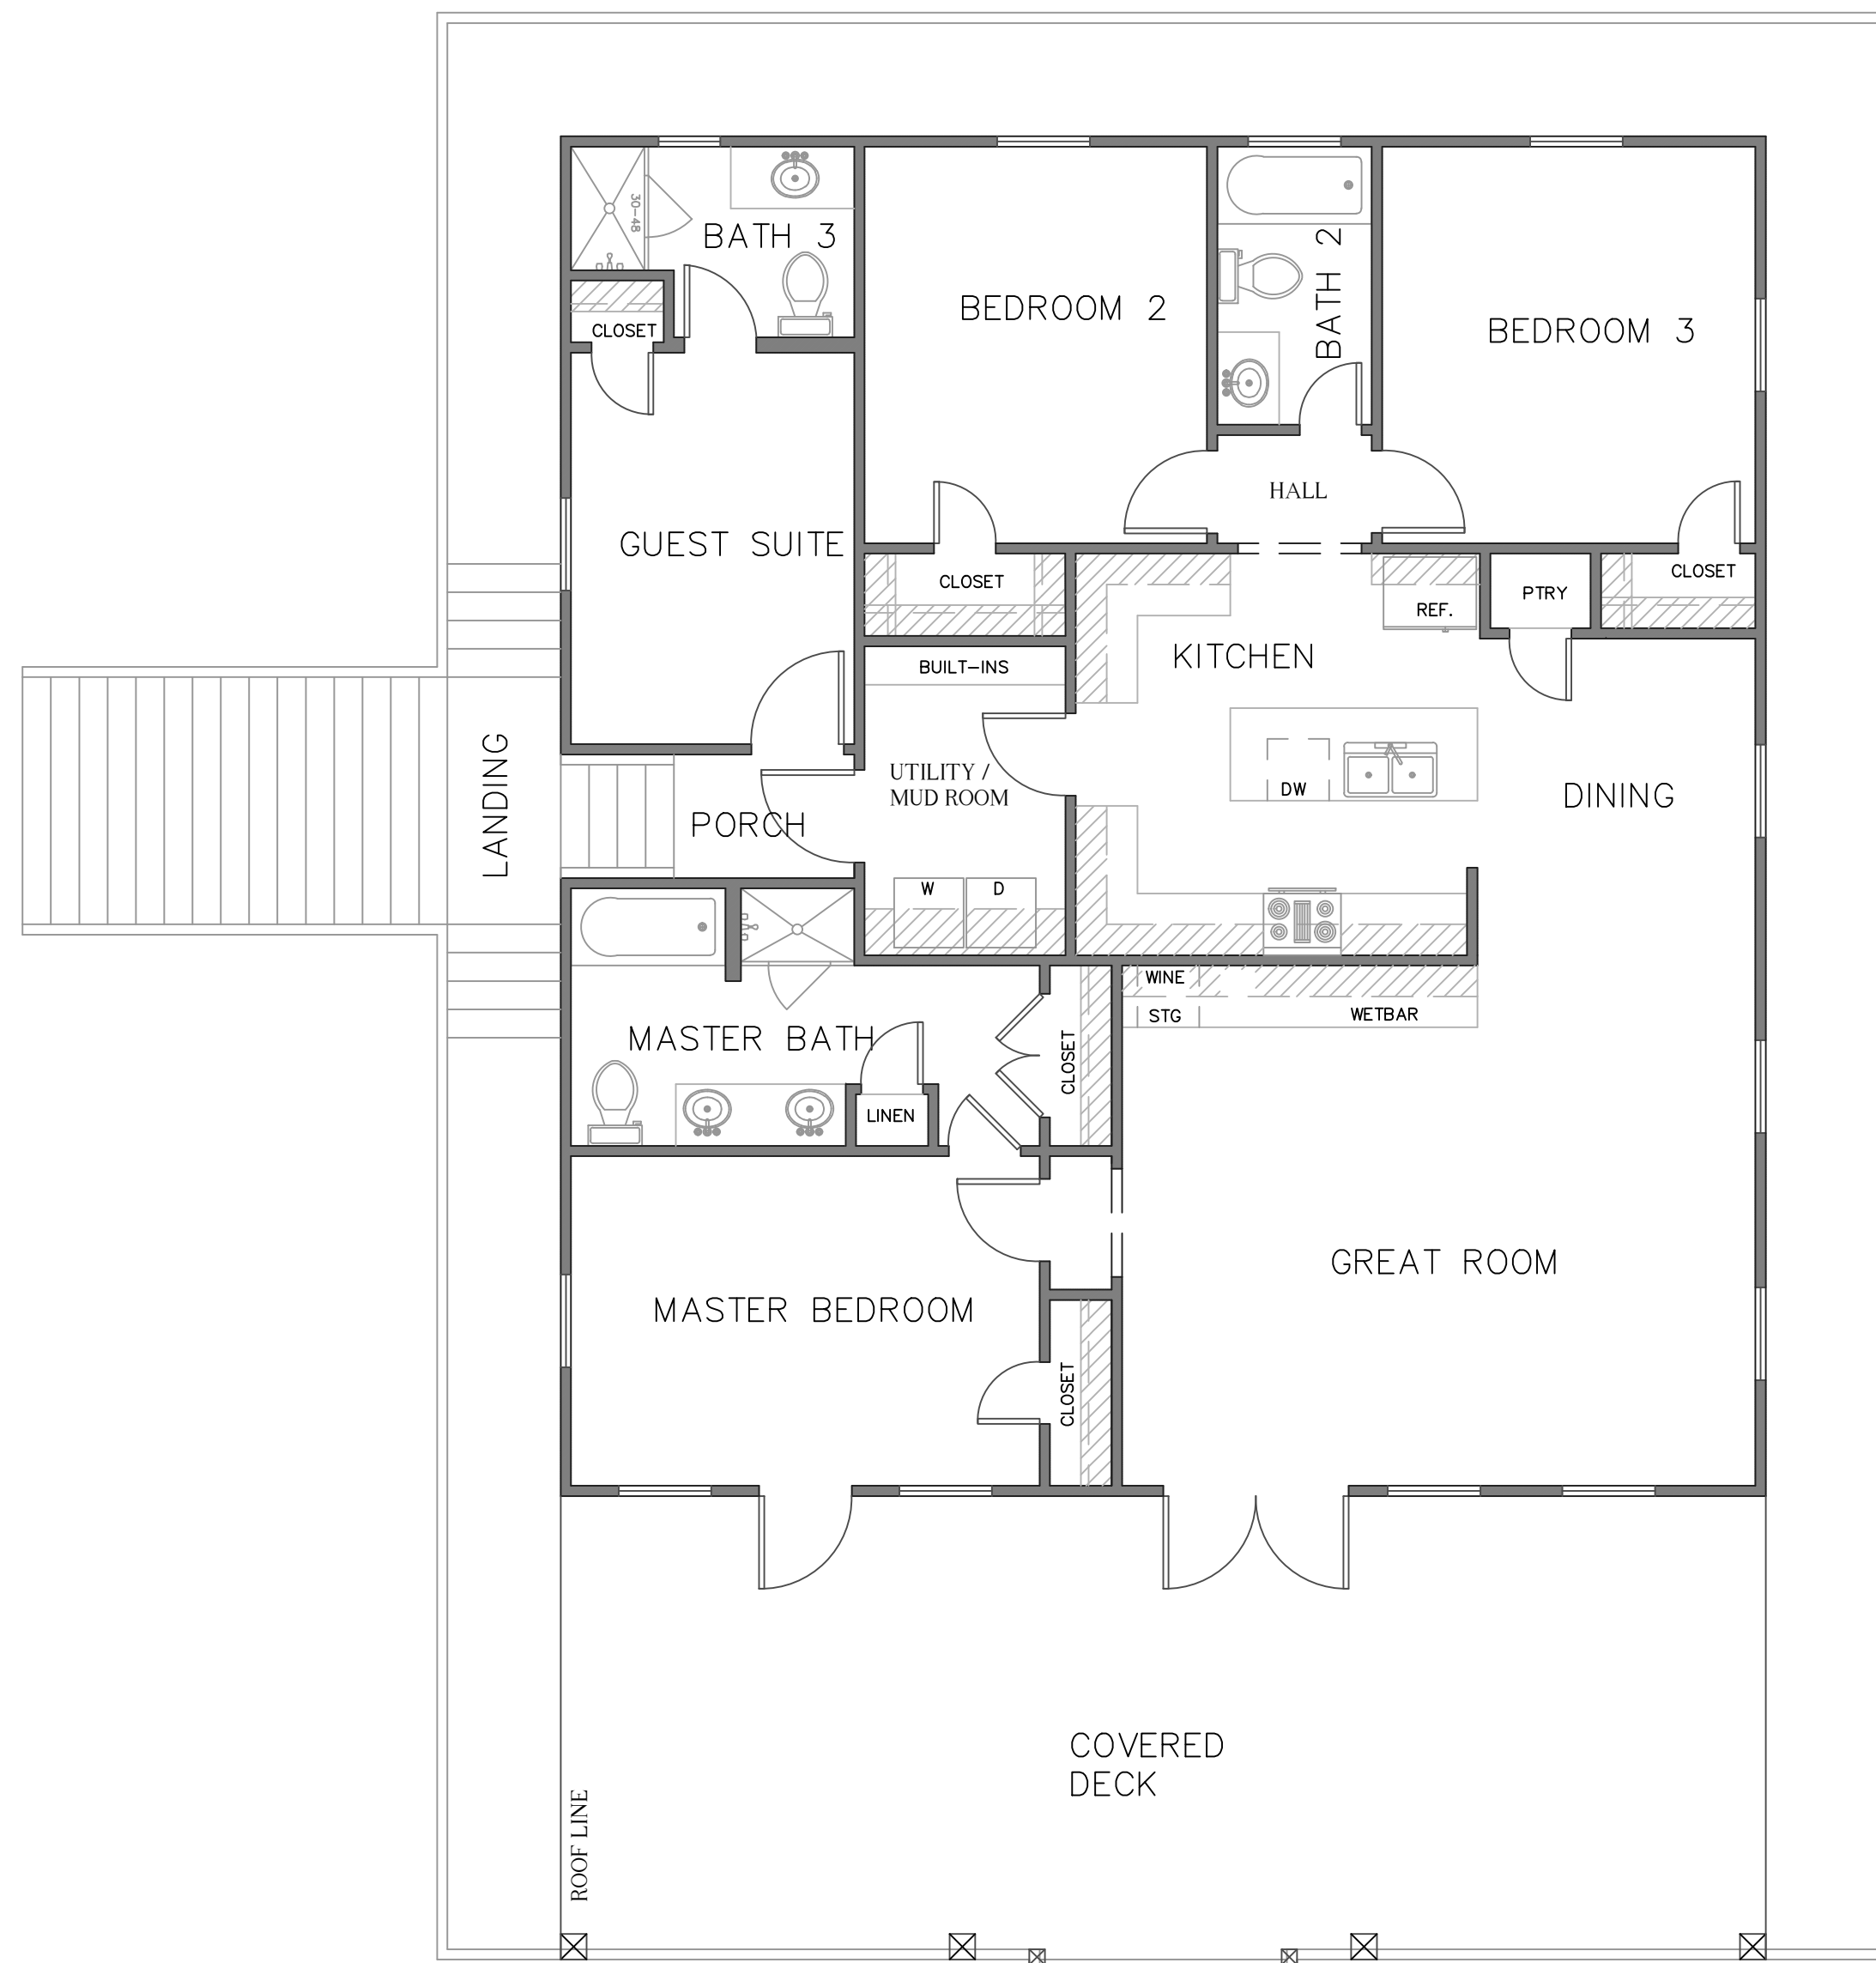 30-48
BATH 3
CLOSET
BEDROOM 2
BATH 2
BEDROOM 3
HALL
GUEST SUITE
CLOSET
CLOSET
PTRY
REF.
BUILT-INS
KITCHEN
LANDING
UTILITY /
MUD ROOM
DW
DINING
PORCH
W
D
WINE
STG
WETBAR
MASTER BATH
CLOSET
LINEN
GREAT ROOM
MASTER BEDROOM
CLOSET
COVERED
DECK
ROOF LINE